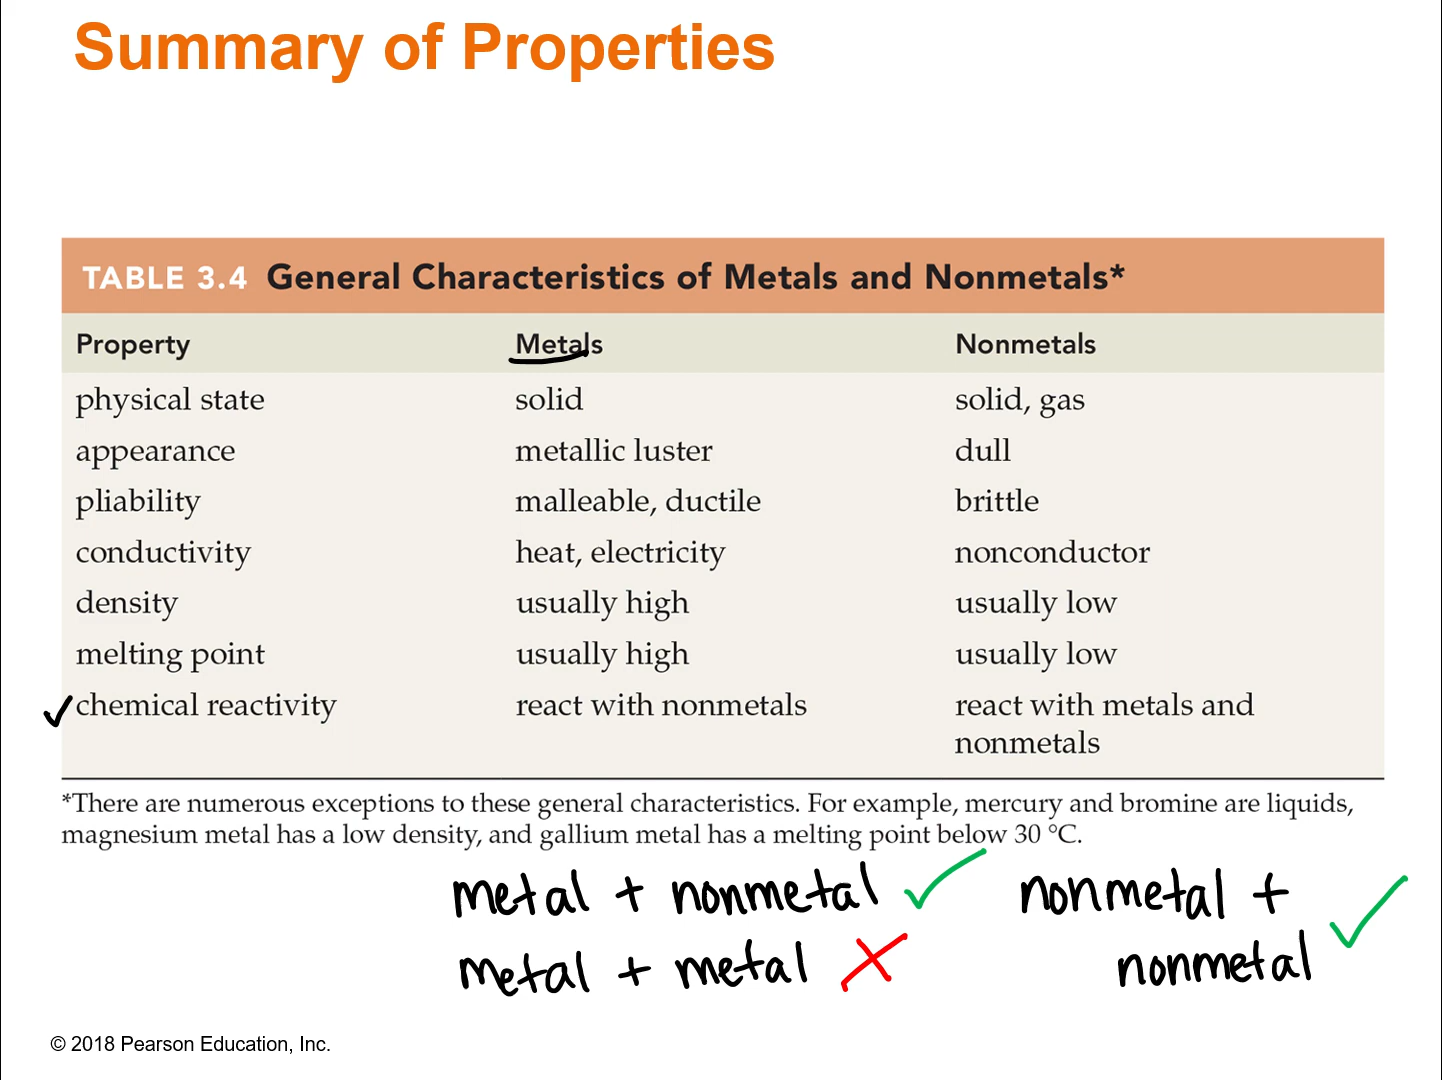 Summary of Properties
TABLE 3.4 General Characteristics of Metals and Nonmetals*
Property Metals Nonmetals
physical state solid solid, gas
appearance metallic luster dull
pliability malleable, ductile brittle
conductivity heat, electricity nonconductor
density usually high usually low
melting point usually high usually low
chemical reactivity react with nonmetals react with metals and
nonmetals
*There are numerous exceptions to these general characteristics. For example, mercury and bromine are liquids,
magnesium metal has a low density, and gallium metal has a melting point below 30 °C.
metal + nonmetal
metal + metal
nonmetal +
nonmetal
© 2018 Pearson Education, Inc.